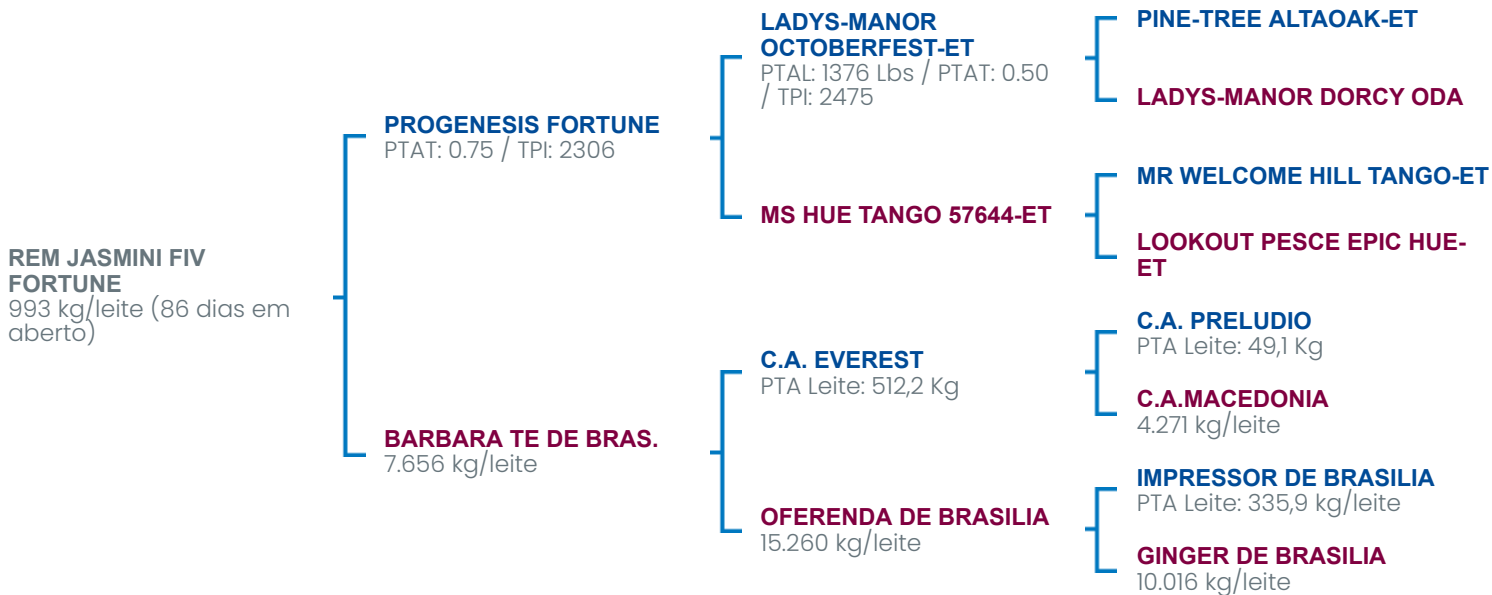 REM JASMINI FIV
FORTUNE
993 kg/leite (86 dias em
aberto)
PROGENESIS FORTUNE
PTAT: 0.75 / TPI: 2306
BARBARA TE DE BRAS.
7.656 kg/leite
LADYS-MANOR
OCTOBERFEST-ET
PTAL: 1376 Lbs / PTAT: 0.50
/ TPI: 2475
MS HUE TANGO 57644-ET
C.A. EVEREST
PTA Leite: 512,2 Kg
OFERENDA DE BRASILIA
15.260 kg/leite
PINE-TREE ALTAOAK-ET
LADYS-MANOR DORCY ODA
MR WELCOME HILL TANGO-ET
LOOKOUT PESCE EPIC HUE-
ET
C.A. PRELUDIO
PTA Leite: 49,1 Kg
C.A.MACEDONIA
4.271 kg/leite
IMPRESSOR DE BRASILIA
PTA Leite: 335,9 kg/leite
GINGER DE BRASILIA
10.016 kg/leite